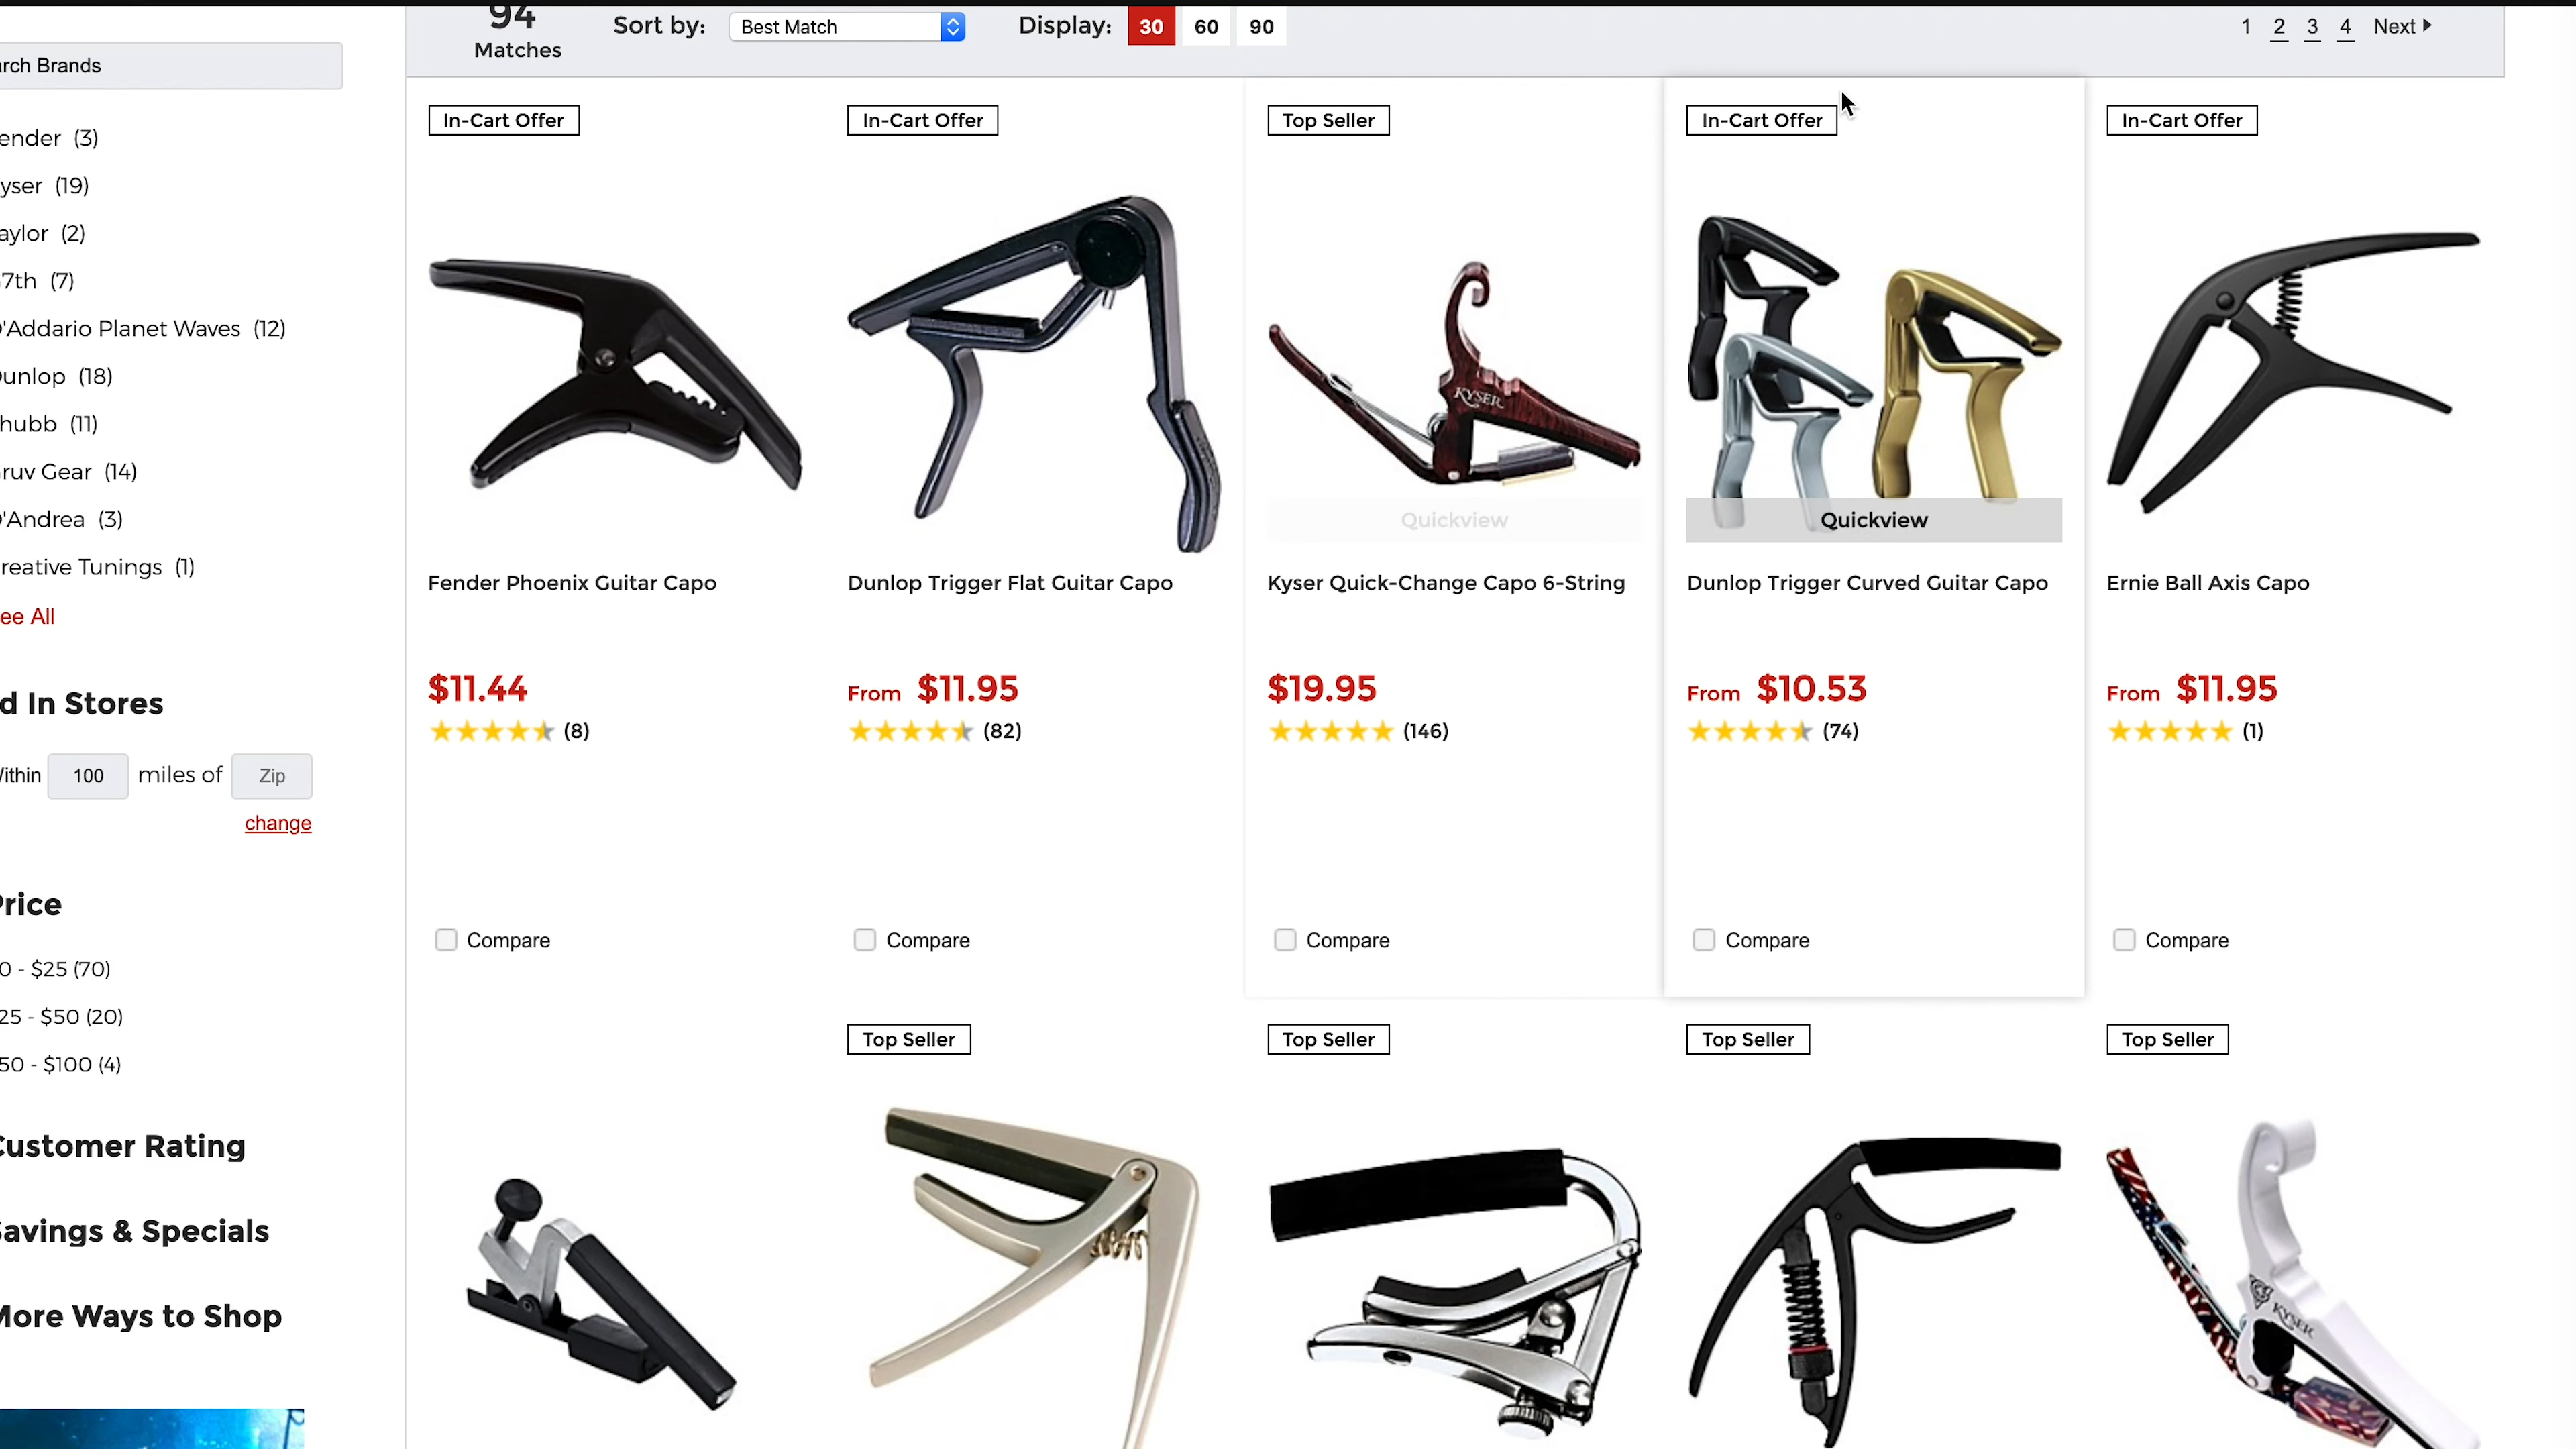 94
Matches
Sort by: Best Match Display: 30 60 90
1 2 3 4 Next
rch Brands
ender (3)
yser (19)
aylor (2)
7th (7)
'Addario Planet Waves (12)
unlop (18)
hubb (11)
ruv Gear (14)
'Andrea (3)
reative Tunings (1)
ee All
d In Stores
ithin 100 miles of Zip
change
Price
0 - $25 (70)
25 - $50 (20)
50 - $100 (4)
Customer Rating
Savings & Specials
More Ways to Shop
In-Cart Offer
Fender Phoenix Guitar Capo
$11.44
(8)
Compare
In-Cart Offer
Dunlop Trigger Flat Guitar Capo
From $11.95
(82)
Compare
Top Seller
KYSER
Quickview
Kyser Quick-Change Capo 6-String
$19.95
(146)
Compare
In-Cart Offer
Quickview
Dunlop Trigger Curved Guitar Capo
From $10.53
(74)
Compare
In-Cart Offer
Ernie Ball Axis Capo
From $11.95
(1)
Compare
Top Seller
Top Seller
Top Seller
Top Seller
KYSER